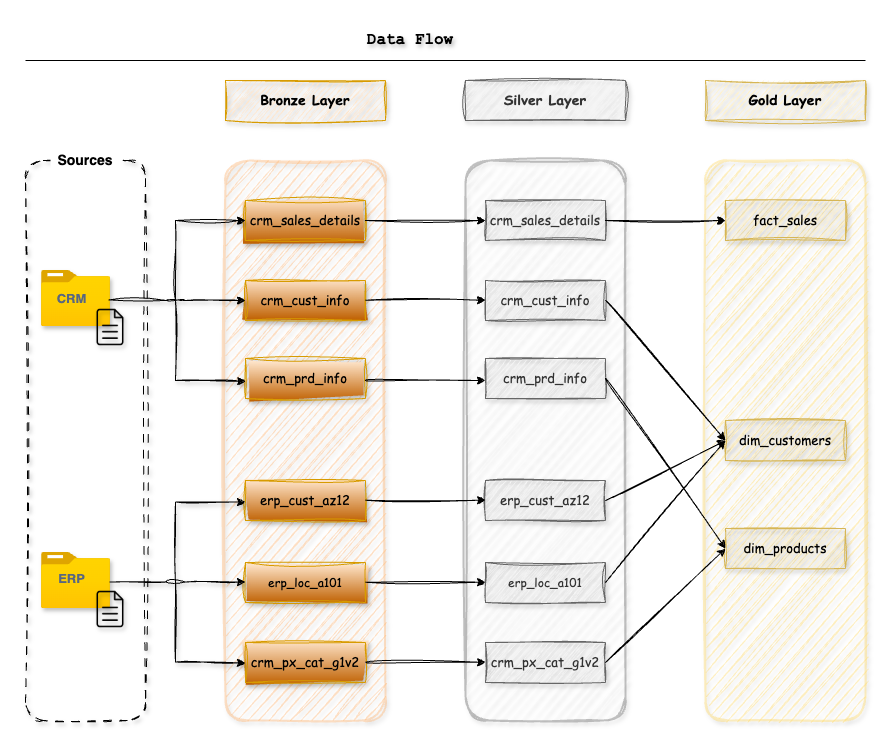 Data Flow
Bronze Layer
Silver Layer
Gold Layer
Sources
crm_sales_details
crm_sales_details
fact_sales
CRM
crm_cust_info
crm_cust_info
crm_prd_info
crm_prd_info
dim_customers
erp_cust_az12
erp_cust_az12
dim_products
ERP
erp_loc_a101
erp_loc_a101
crm_px_cat_g1v2
crm_px_cat_g1v2